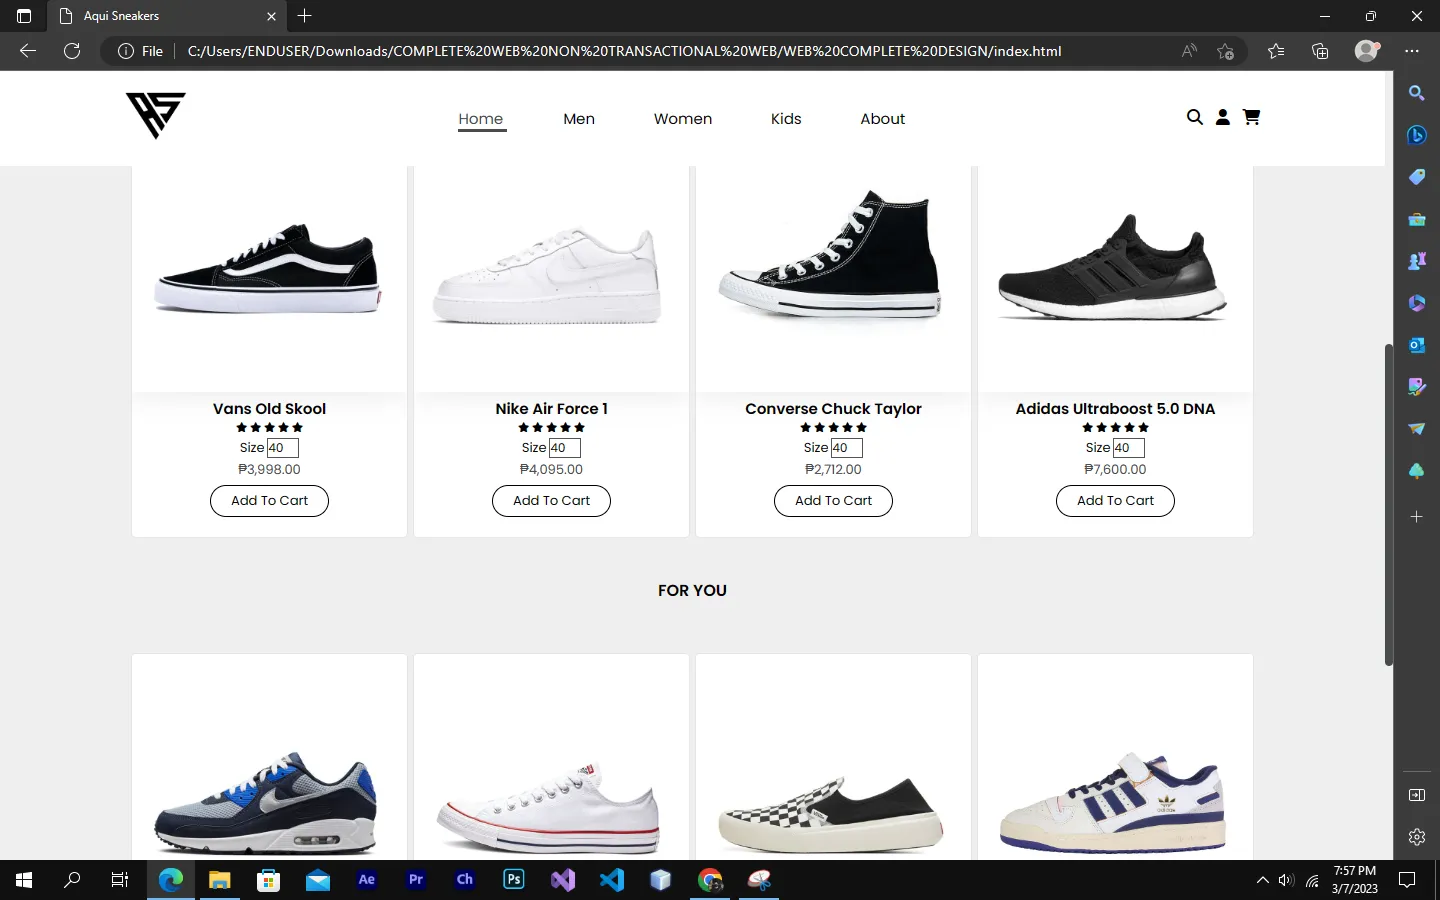 Aqui Sneakers
File
C:/Users/ENDUSER/Downloads/COMPLETE%20WEB%20NON%20TRANSACTIONAL%20WEB/WEB%20COMPLETE%20DESIGN/index.html
Home Men Women Kids About
Vans Old Skool Nike Air Force 1 Converse Chuck Taylor Adidas Ultraboost 5.0 DNA
Size 40 Size 40 Size 40 Size 40
₱3,998.00 ₱4,095.00 ₱2,712.00 ₱7,600.00
Add To Cart Add To Cart Add To Cart Add To Cart
FOR YOU
Ae Pr Ch Ps
7:57 PM
3/7/2023